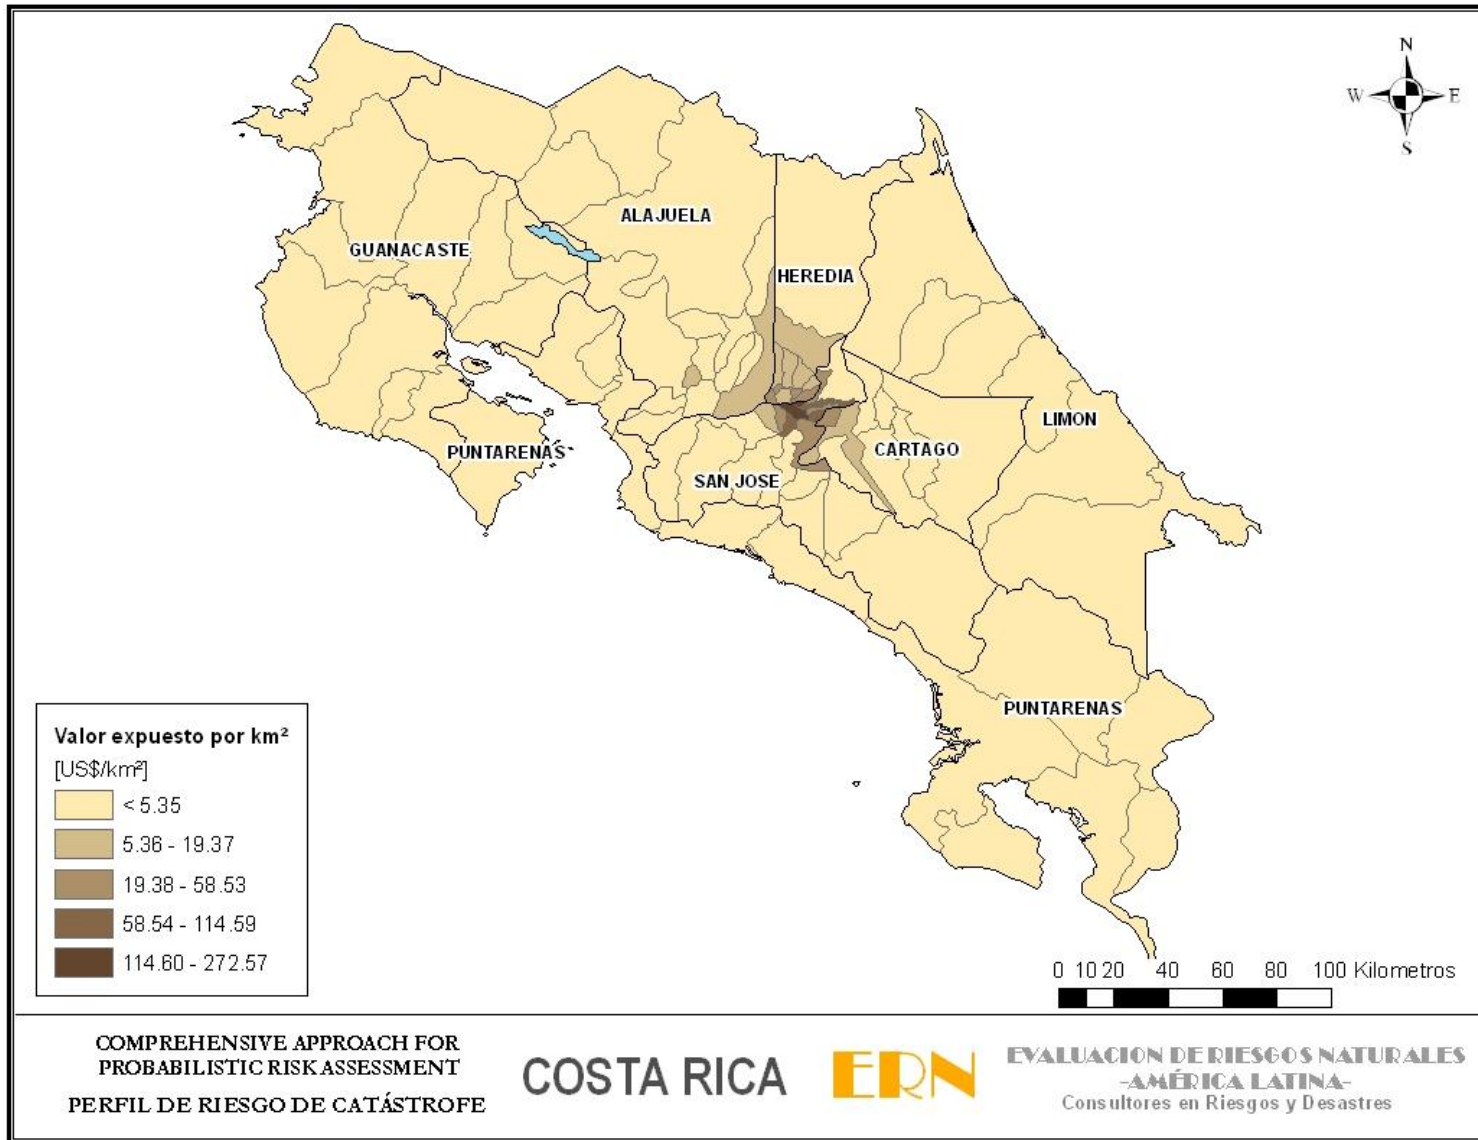 N
W E
S
ALAJUELA
GUANACASTE
HEREDIA
LIMON
PUNTARENAS
CARTAGO
SAN JOSE
PUNTARENAS
Valor expuesto por km²
[US$/km²]
< 5.35
5.36 - 19.37
19.38 - 58.53
58.54 - 114.59
114.60 - 272.57
0 10 20 40 60 80 100 Kilometros
COMPREHENSIVE APPROACH FOR
PROBABILISTIC RISK ASSESSMENT
PERFIL DE RIESGO DE CATÁSTROFE
COSTA RICA
ERN
EVALUACION DE RIESGOS NATURALES
-AMÉRICA LATINA-
Consultores en Riesgos y Desastres